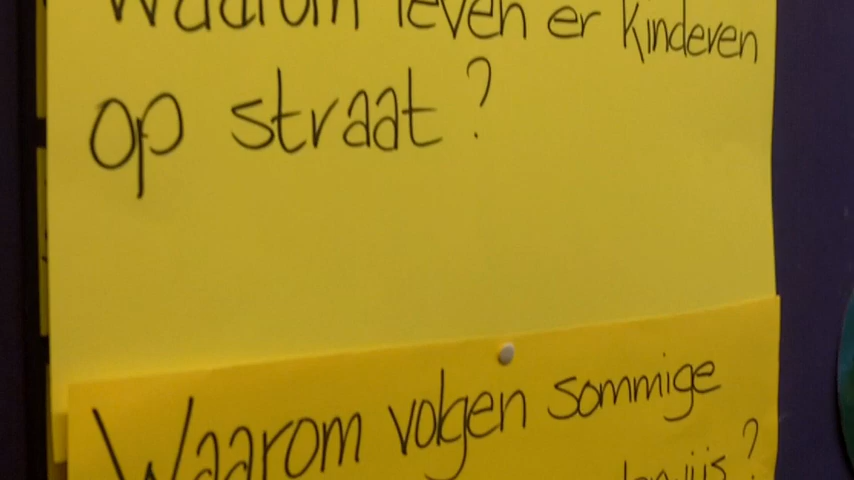 Waarom leven er kinderen
op straat?
Waarom volgen sommige
?